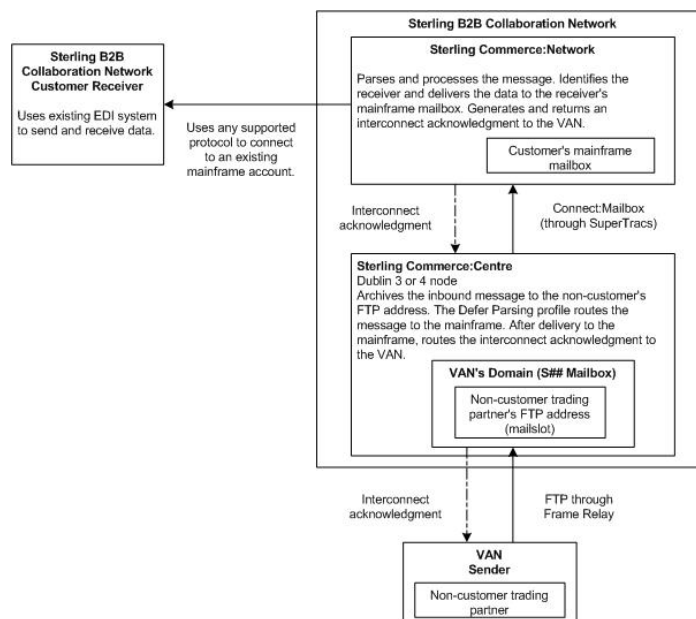 Sterling B2B Collaboration Network
Sterling B2B
Collaboration Network
Customer Receiver
Uses existing EDI system
to send and receive data.
Uses any supported
protocol to connect
to an existing
mainframe account.
Sterling Commerce:Network
Parses and processes the message. Identifies the
receiver and delivers the data to the receiver's
mainframe mailbox. Generates and returns an
interconnect acknowledgment to the VAN.
Customer's mainframe
mailbox
Interconnect
acknowledgment
Connect:Mailbox
(through SuperTracs)
Sterling Commerce:Centre
Dublin 3 or 4 node
Archives the inbound message to the non-customer's
FTP address. The Defer Parsing profile routes the
message to the mainframe. After delivery to the
mainframe, routes the interconnect acknowledgment to
the VAN.
VAN's Domain (S## Mailbox)
Non-customer trading
partner's FTP address
(mailslot)
Interconnect
acknowledgment
FTP through
Frame Relay
VAN
Sender
Non-customer trading
partner